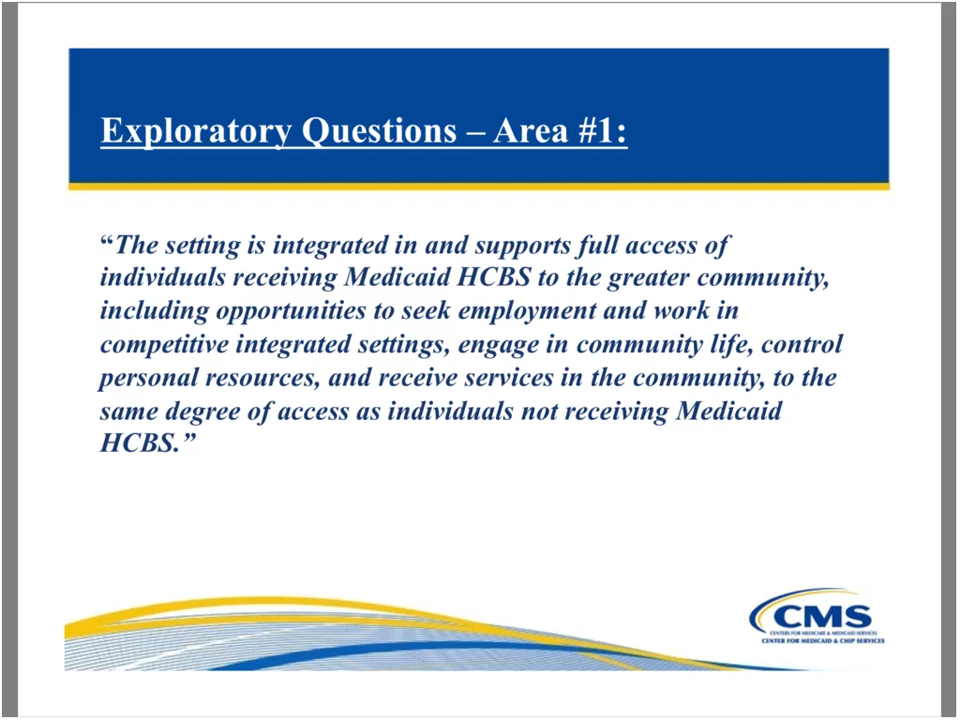 Exploratory Questions – Area #1:
“The setting is integrated in and supports full access of
individuals receiving Medicaid HCBS to the greater community,
including opportunities to seek employment and work in
competitive integrated settings, engage in community life, control
personal resources, and receive services in the community, to the
same degree of access as individuals not receiving Medicaid
HCBS.”
CMS
CENTERS FOR MEDICARE & MEDICAID SERVICES
CENTER FOR MEDICAID & CHIP SERVICES